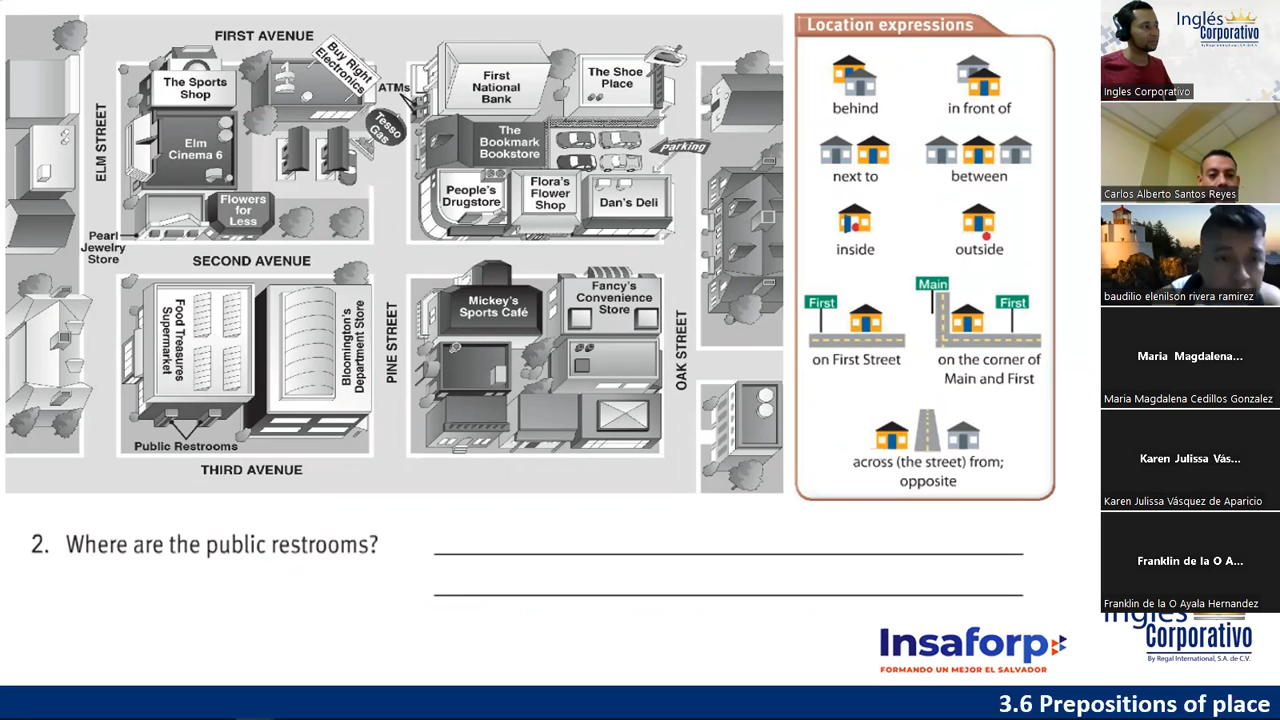 FIRST AVENUE
The Sports
Shop
Buy Right
Electronics
ATMs
First
National
Bank
The Shoe
Place
ELM STREET
Elm
Cinema 6
Tesso
Gas
The
Bookmark
Bookstore
Parking
Flowers
for
Less
People's
Drugstore
Flora's
Flower
Shop
Dan's Deli
Pearl
Jewelry
Store
SECOND AVENUE
Food Treasures
Supermarket
Bloomington's
Department Store
PINE STREET
Mickey's
Sports Café
Fancy's
Convenience
Store
OAK STREET
Public Restrooms
THIRD AVENUE
Location expressions
behind
in front of
next to
between
inside
outside
First
on First Street
Main
First
on the corner of
Main and First
across (the street) from;
opposite
2. Where are the public restrooms?
Insaforp
FORMANDO UN MEJOR EL SALVADOR
Inglés
Corporativo
By Regal International, S.A. de C.V.
3.6 Prepositions of place
Inglés
Corporativo
By Regal International, S.A. de C.V.
Ingles Corporativo
Carlos Alberto Santos Reyes
baudilio elenilson rivera ramirez
Maria Magdalena...
Maria Magdalena Cedillos Gonzalez
Karen Julissa Vás...
Karen Julissa Vásquez de Aparicio
Franklin de la O A...
Franklin de la O Ayala Hernandez